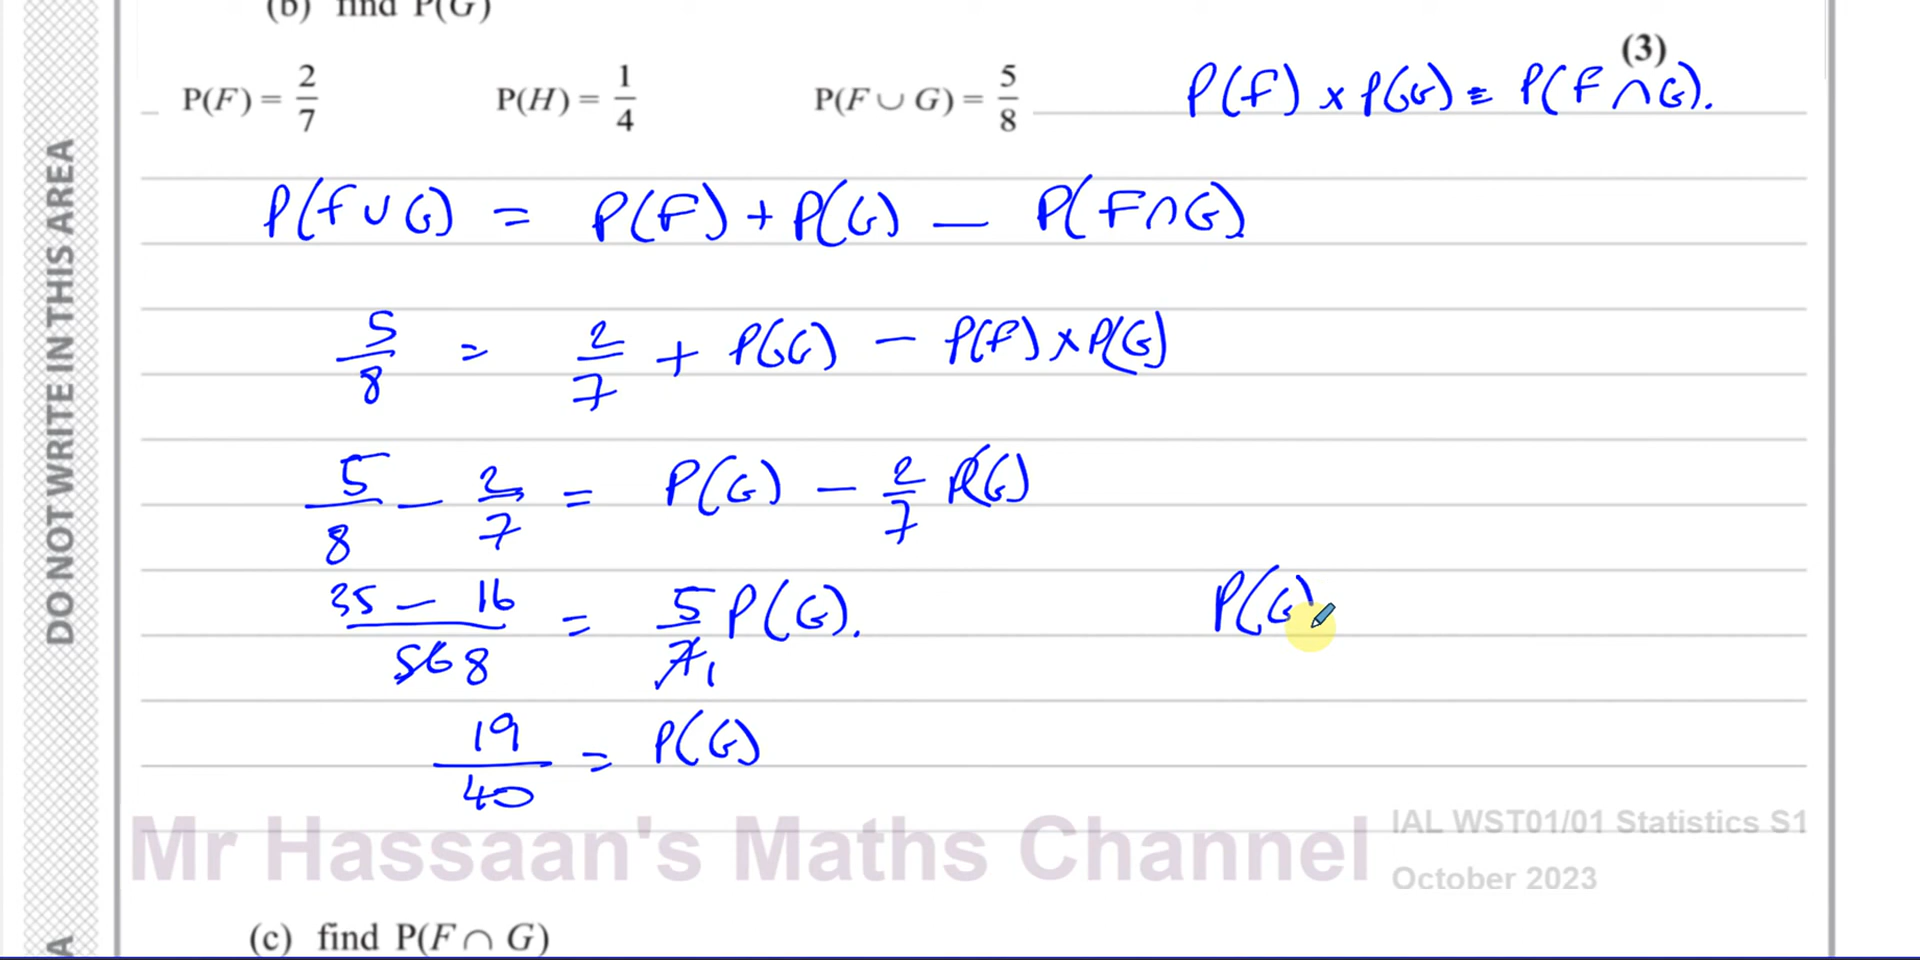 (b) find P(G)
(3)
P(F) = 2/7 P(H) = 1/4 P(F ∪ G) = 5/8 P(F) × P(G) = P(F ∩ G).
P(F ∪ G) = P(F) + P(G) − P(F ∩ G)
5/8 = 2/7 + P(G) − P(F) × P(G)
5/8 − 2/7 = P(G) − 2/7 P(G)
35 − 16 / 56 8 = 5/7 1 P(G).
P(G)
19/40 = P(G)
Mr Hassaan's Maths Channel
IAL WST01/01 Statistics S1
October 2023
(c) find P(F ∩ G)
DO NOT WRITE IN THIS AREA
A